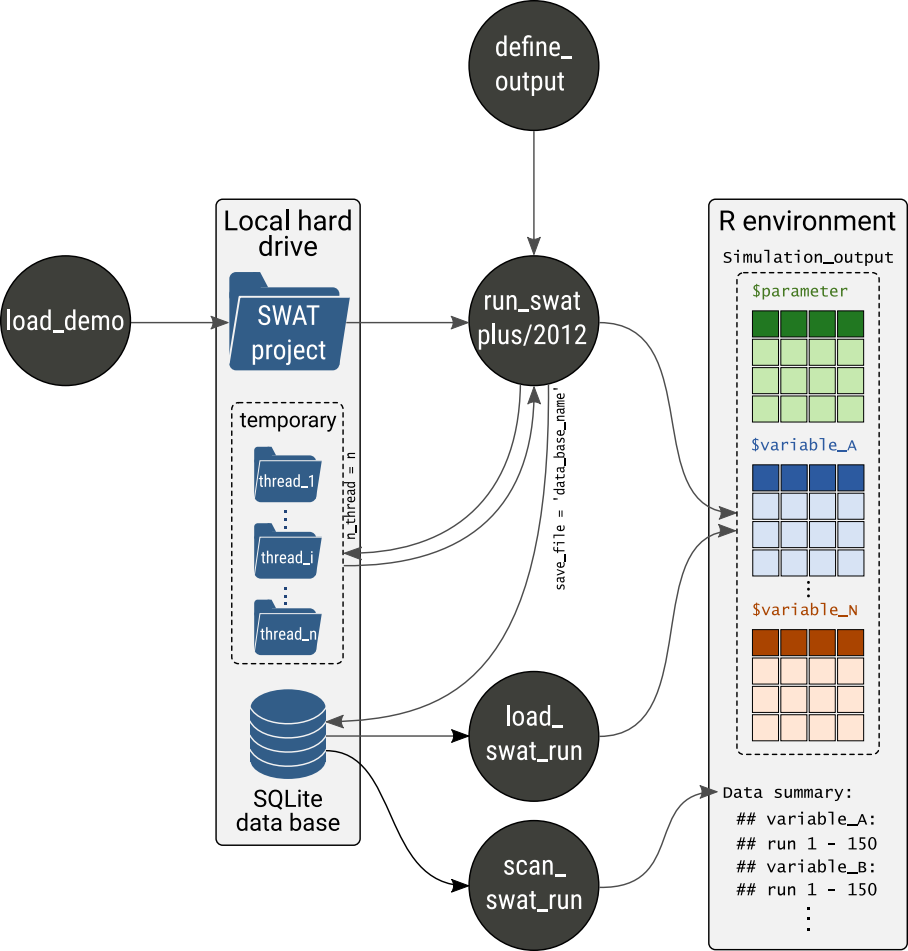 define_
output
Local hard
drive
load_demo
SWAT
project
run_swat
plus/2012
temporary
thread_1
thread_i
thread_n
n_thread = n
save_file = 'data_base_name'
SQLite
data base
load_
swat_run
scan_
swat_run
R environment
Simulation_output
$parameter
$variable_A
$variable_N
Data summary:
## variable_A:
## run 1 - 150
## variable_B:
## run 1 - 150